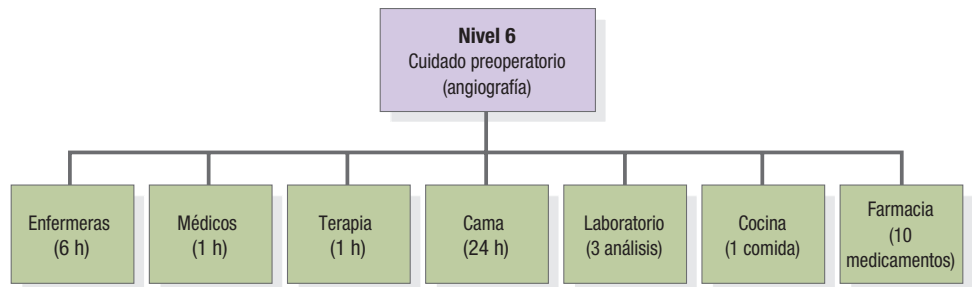 Nivel 6
Cuidado preoperatorio
(angiografía)
Enfermeras
(6 h)
Médicos
(1 h)
Terapia
(1 h)
Cama
(24 h)
Laboratorio
(3 análisis)
Cocina
(1 comida)
Farmacia
(10
medicamentos)